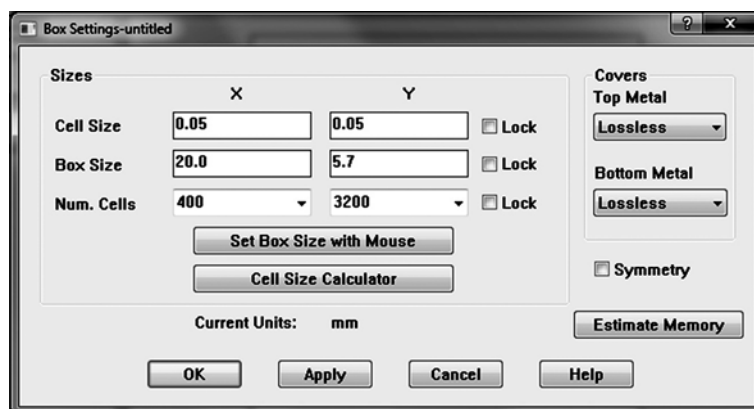 Box Settings-untitled
Sizes
X Y
Cell Size 0.05 0.05 Lock
Box Size 20.0 5.7 Lock
Num. Cells 400 3200 Lock
Set Box Size with Mouse
Cell Size Calculator
Current Units: mm
Covers
Top Metal
Lossless
Bottom Metal
Lossless
Symmetry
Estimate Memory
OK Apply Cancel Help